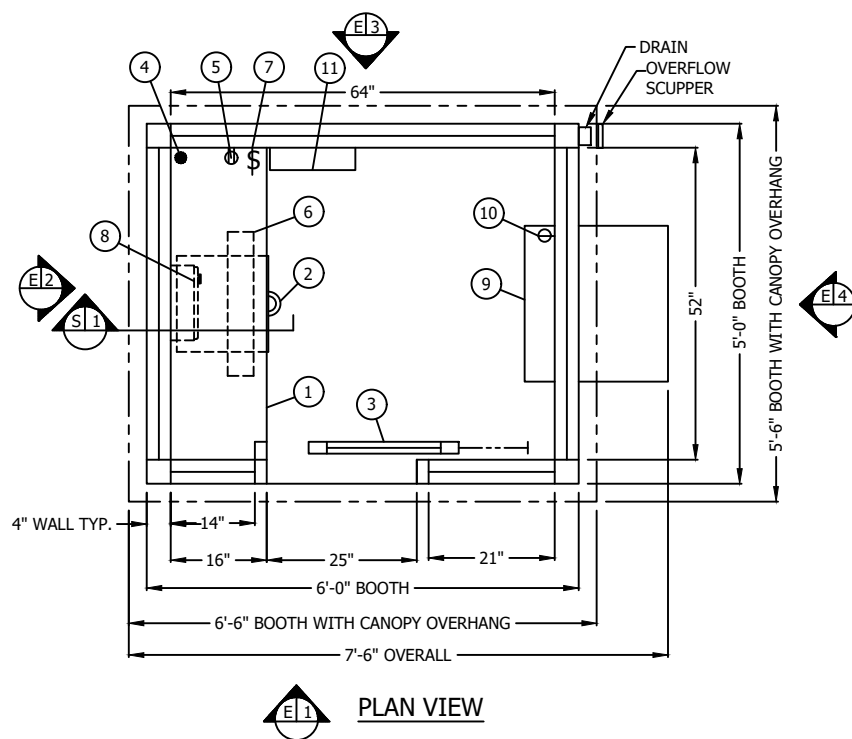 E 3
DRAIN
OVERFLOW
SCUPPER
4
5
7
11
64"
S
6
8
10
E 2
2
9
E 4
S 1
52"
5'-0" BOOTH
5'-6" BOOTH WITH CANOPY OVERHANG
1
3
4" WALL TYP.
14"
16"
25"
21"
6'-0" BOOTH
6'-6" BOOTH WITH CANOPY OVERHANG
7'-6" OVERALL
E 1
PLAN VIEW